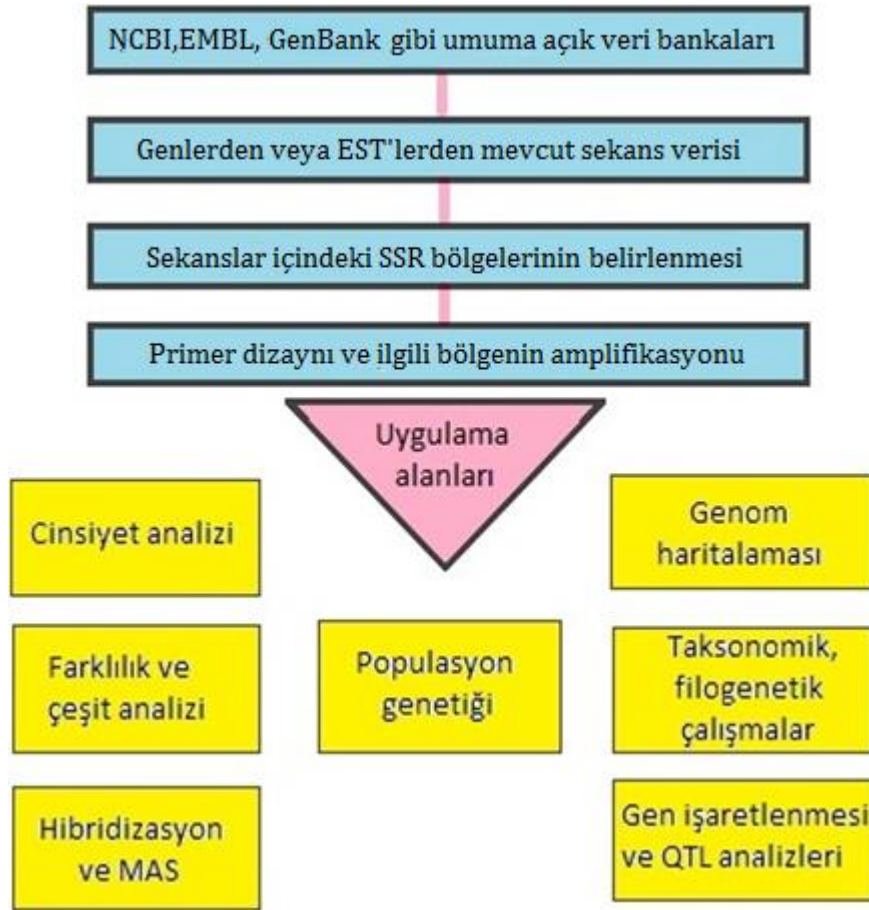 NCBI,EMBL, GenBank gibi umuma açık veri bankaları
Genlerden veya EST'lerden mevcut sekans verisi
Sekanslar içindeki SSR bölgelerinin belirlenmesi
Primer dizaynı ve ilgili bölgenin amplifikasyonu
Uygulama
alanları
Cinsiyet analizi
Genom
haritalaması
Farklılık ve
çeşit analizi
Populasyon
genetiği
Taksonomik,
filogenetik
çalışmalar
Hibridizasyon
ve MAS
Gen işaretlenmesi
ve QTL analizleri